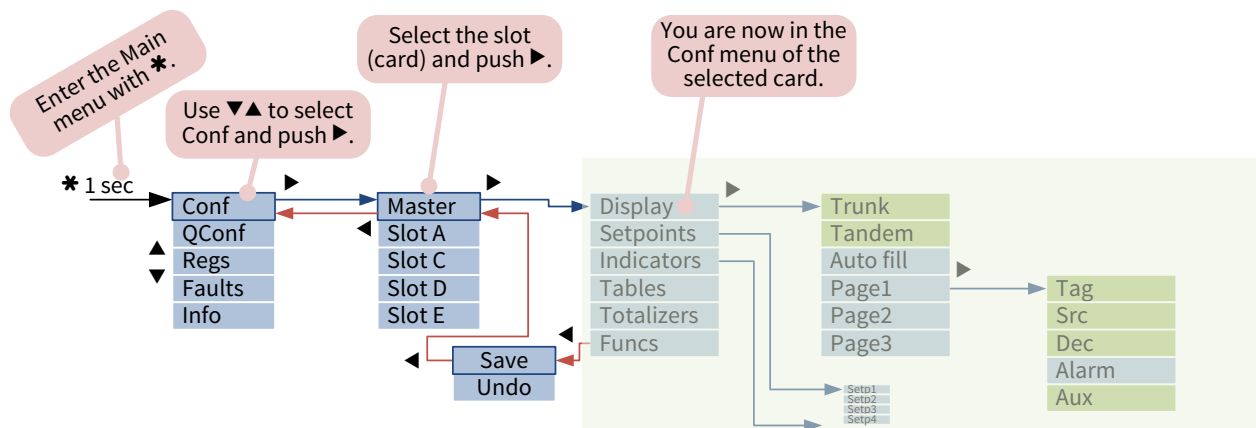 Enter the Main
menu with ✱.
Use ▼▲ to select
Conf and push ▶.
Select the slot
(card) and push ▶.
You are now in the
Conf menu of the
selected card.
✱ 1 sec
Conf
QConf
Regs
Faults
Info
Master
Slot A
Slot C
Slot D
Slot E
Save
Undo
Display
Setpoints
Indicators
Tables
Totalizers
Funcs
Trunk
Tandem
Auto fill
Page1
Page2
Page3
Setp1
Setp2
Setp3
Setp4
Tag
Src
Dec
Alarm
Aux